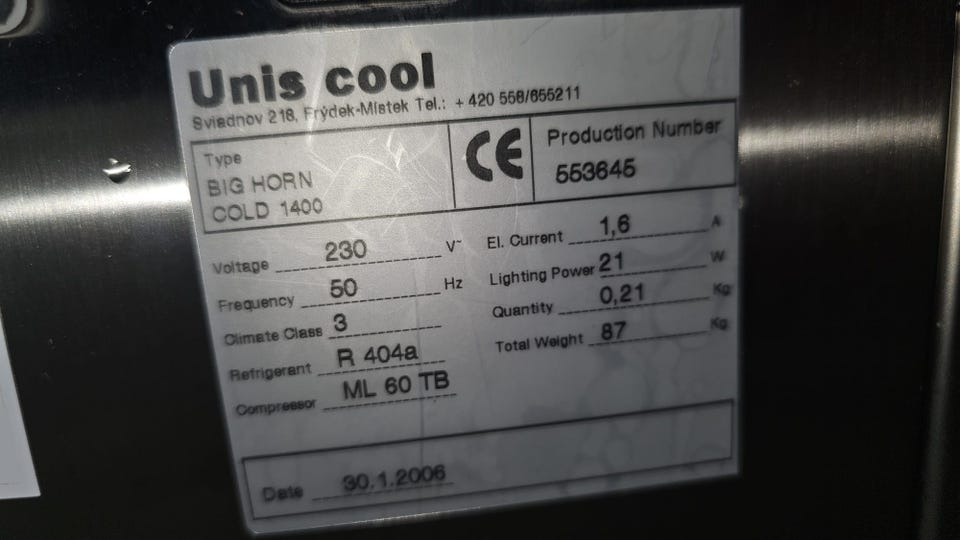 Unis cool
Sviadnov 218, Frýdek-Místek Tel.: + 420 558/655211
Type
BIG HORN
COLD 1400
CE
Production Number
553645
Voltage 230 V~
Frequency 50 Hz
Climate Class 3
Refrigerant R 404a
Compressor ML 60 TB
El. Current 1,6 A
Lighting Power 21 W
Quantity 0,21 Kg
Total Weight 87 Kg
Date 30.1.2006